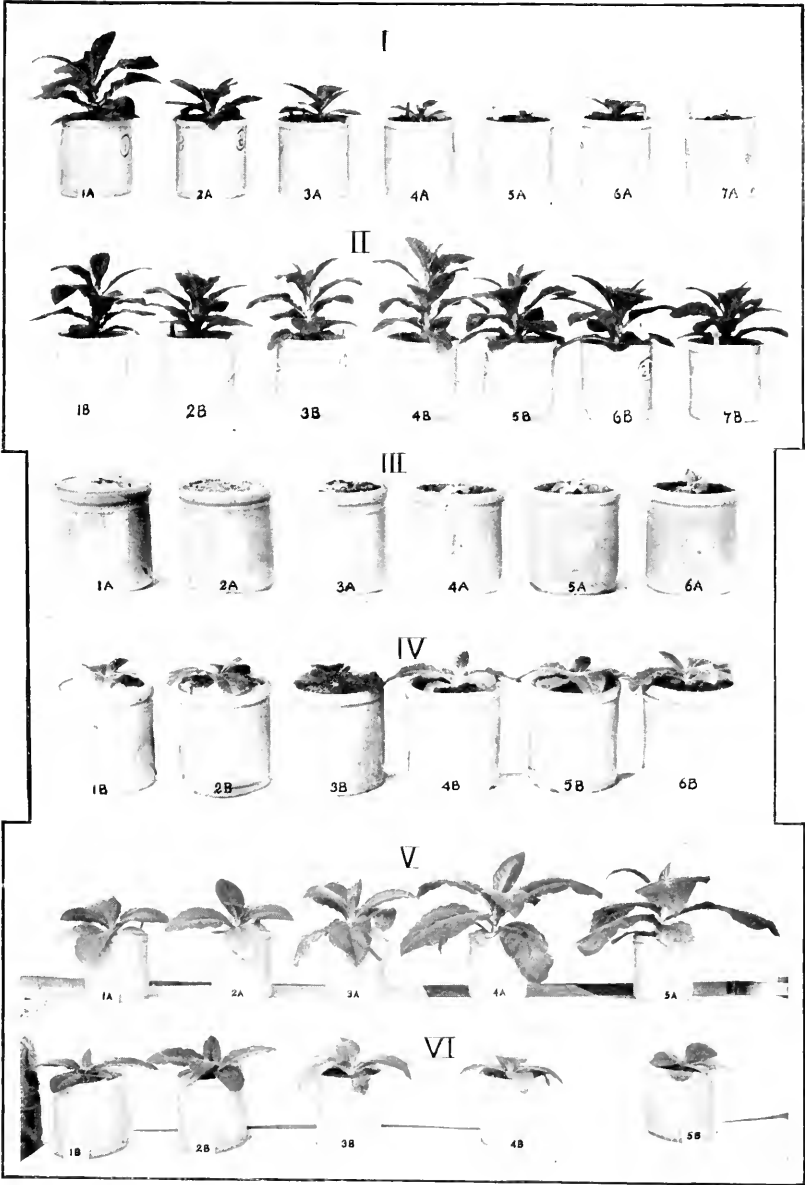 I
1A 2A 3A 4A 5A 6A 7A
II
1B 2B 3B 4B 5B 6B 7B
III
1A 2A 3A 4A 5A 6A
IV
1B 2B 3B 4B 5B 6B
V
1A 2A 3A 4A 5A
VI
1B 2B 3B 4B 5B